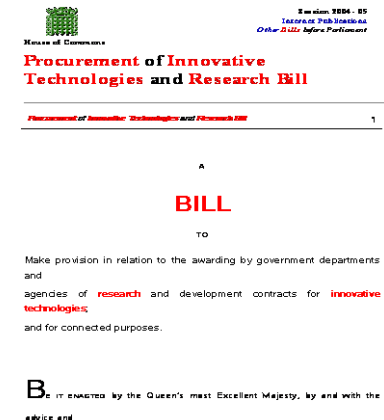 Session 2004 - 05
Internet Publications
Other Bills before Parliament
House of Commons
Procurement of Innovative
Technologies and Research Bill
Procurement of Innovative Technologies and Research Bill 1
A
BILL
TO
Make provision in relation to the awarding by government departments
and
agencies of research and development contracts for innovative
technologies;
and for connected purposes.
BE IT ENACTED by the Queen's most Excellent Majesty, by and with the
advice and